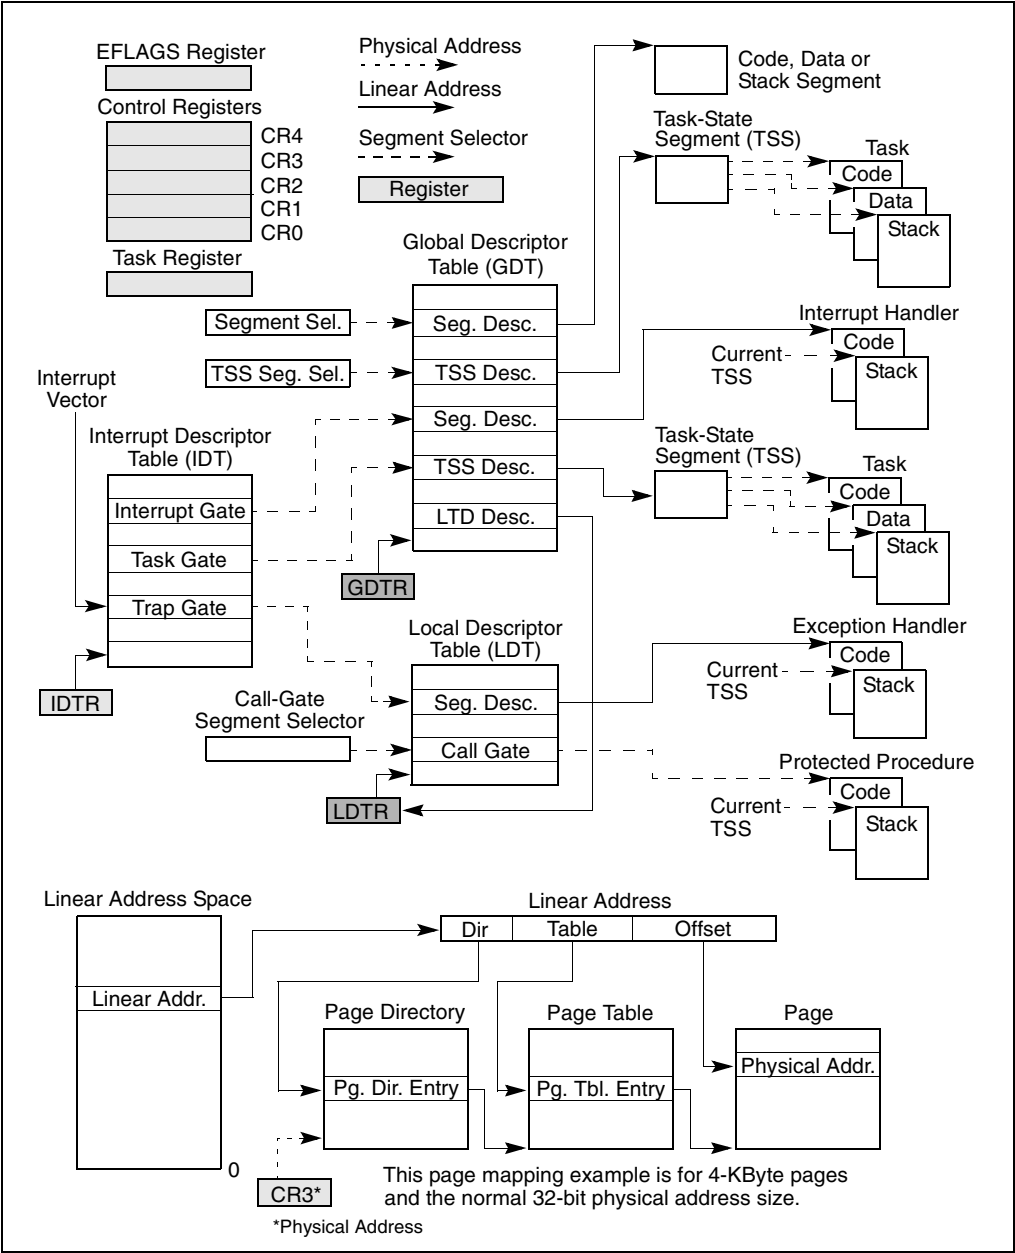 EFLAGS Register
Control Registers
CR4
CR3
CR2
CR1
CR0
Task Register
Physical Address
Linear Address
Segment Selector
Register
Code, Data or
Stack Segment
Task-State
Segment (TSS)
Task
Code
Data
Stack
Global Descriptor
Table (GDT)
Segment Sel.
Seg. Desc.
TSS Seg. Sel.
TSS Desc.
Seg. Desc.
TSS Desc.
LTD Desc.
GDTR
Interrupt Handler
Code
Current
TSS
Stack
Interrupt
Vector
Interrupt Descriptor
Table (IDT)
Interrupt Gate
Task Gate
Trap Gate
IDTR
Task-State
Segment (TSS)
Task
Code
Data
Stack
Local Descriptor
Table (LDT)
Seg. Desc.
Call Gate
Call-Gate
Segment Selector
LDTR
Exception Handler
Code
Current
TSS
Stack
Protected Procedure
Code
Current
TSS
Stack
Linear Address Space
Linear Addr.
0
Linear Address
Dir
Table
Offset
Page Directory
Pg. Dir. Entry
Page Table
Pg. Tbl. Entry
Page
Physical Addr.
CR3*
*Physical Address
This page mapping example is for 4-KByte pages
and the normal 32-bit physical address size.